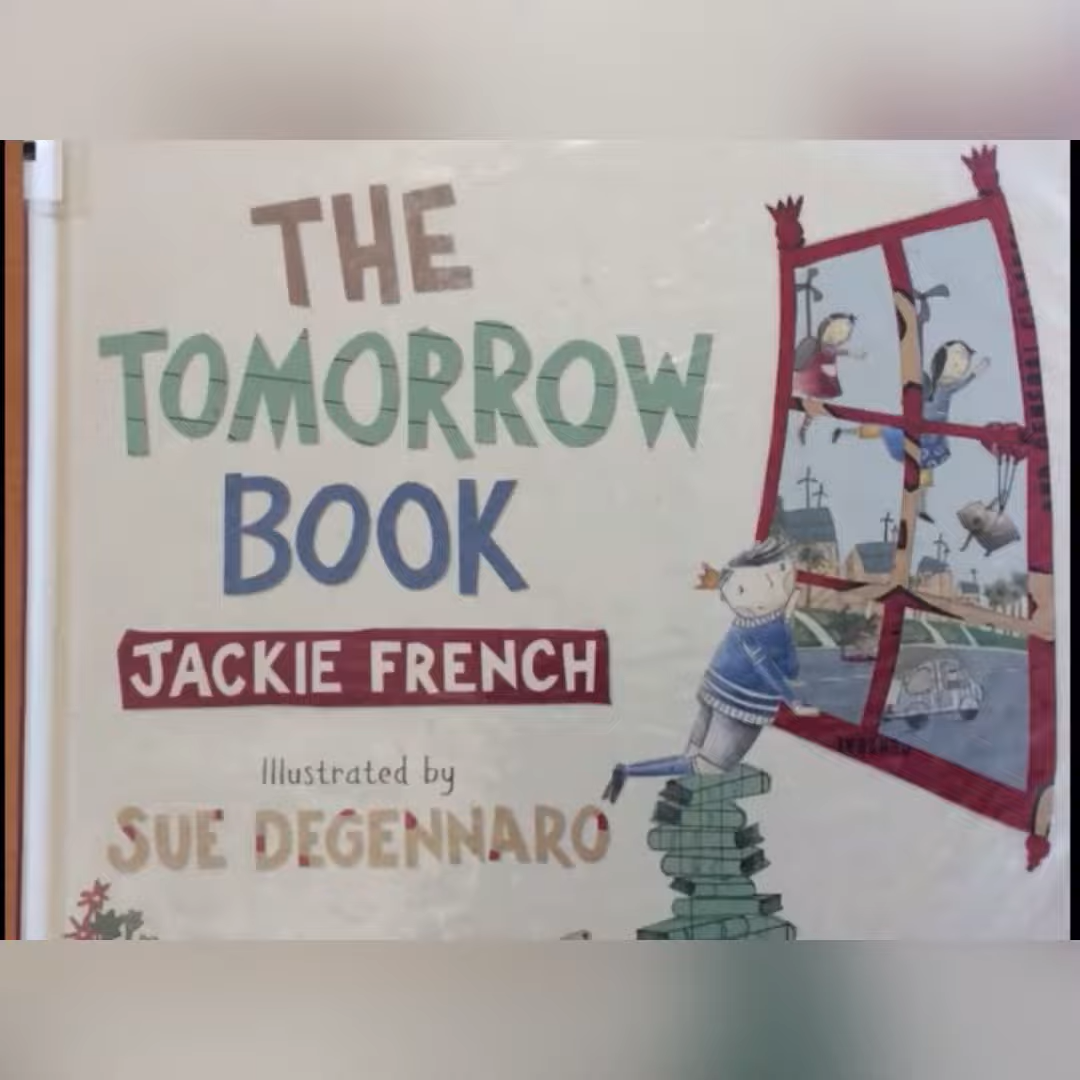 THE
TOMORROW
BOOK
JACKIE FRENCH
Illustrated by
SUE DEGENNARO